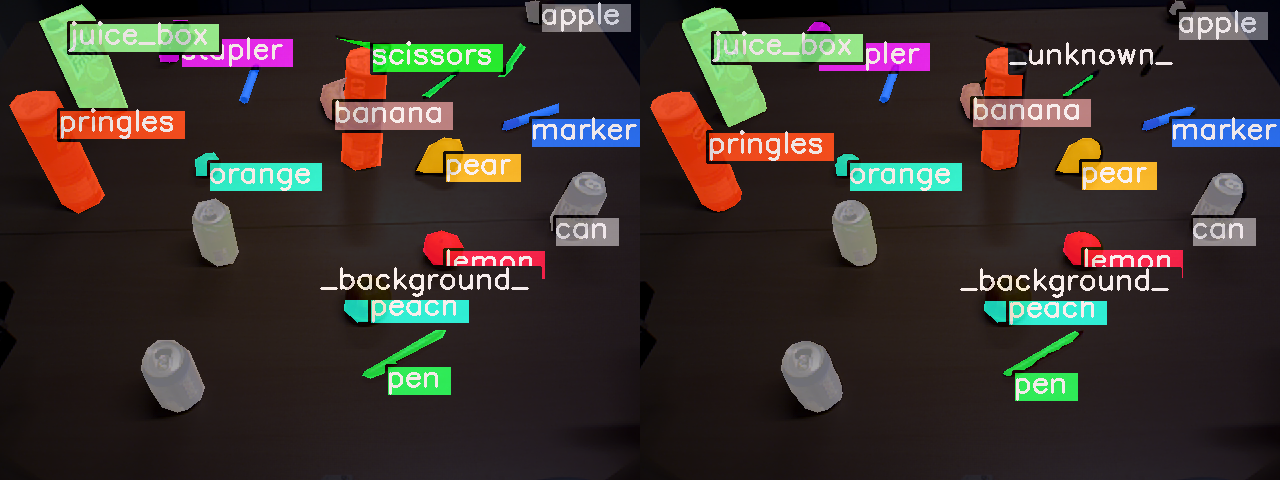 apple
juice_box
stapler
scissors
banana
pringles
marker
pear
orange
can
lemon
_background_
peach
pen
apple
juice_box
pler
_unknown_
banana
marker
pringles
pear
orange
can
lemon
_background_
peach
pen